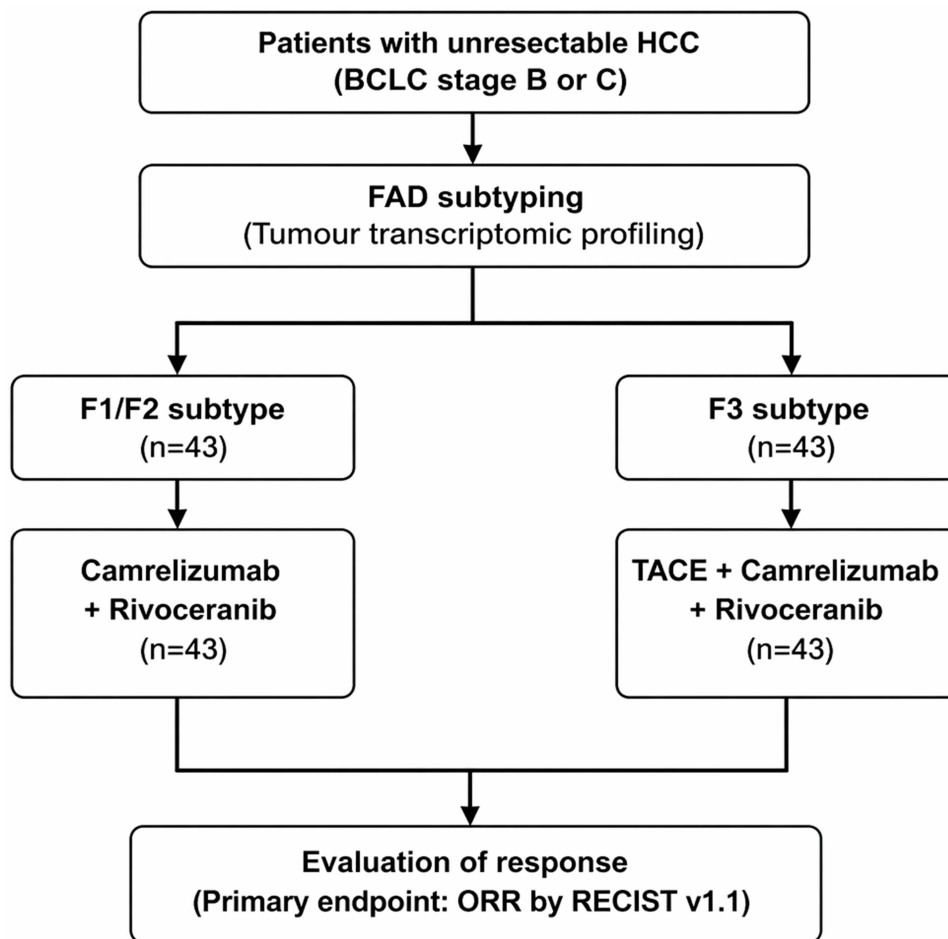 Patients with unresectable HCC
(BCLC stage B or C)
FAD subtyping
(Tumour transcriptomic profiling)
F1/F2 subtype
(n=43)
F3 subtype
(n=43)
Camrelizumab
+ Rivoceranib
(n=43)
TACE + Camrelizumab
+ Rivoceranib
(n=43)
Evaluation of response
(Primary endpoint: ORR by RECIST v1.1)